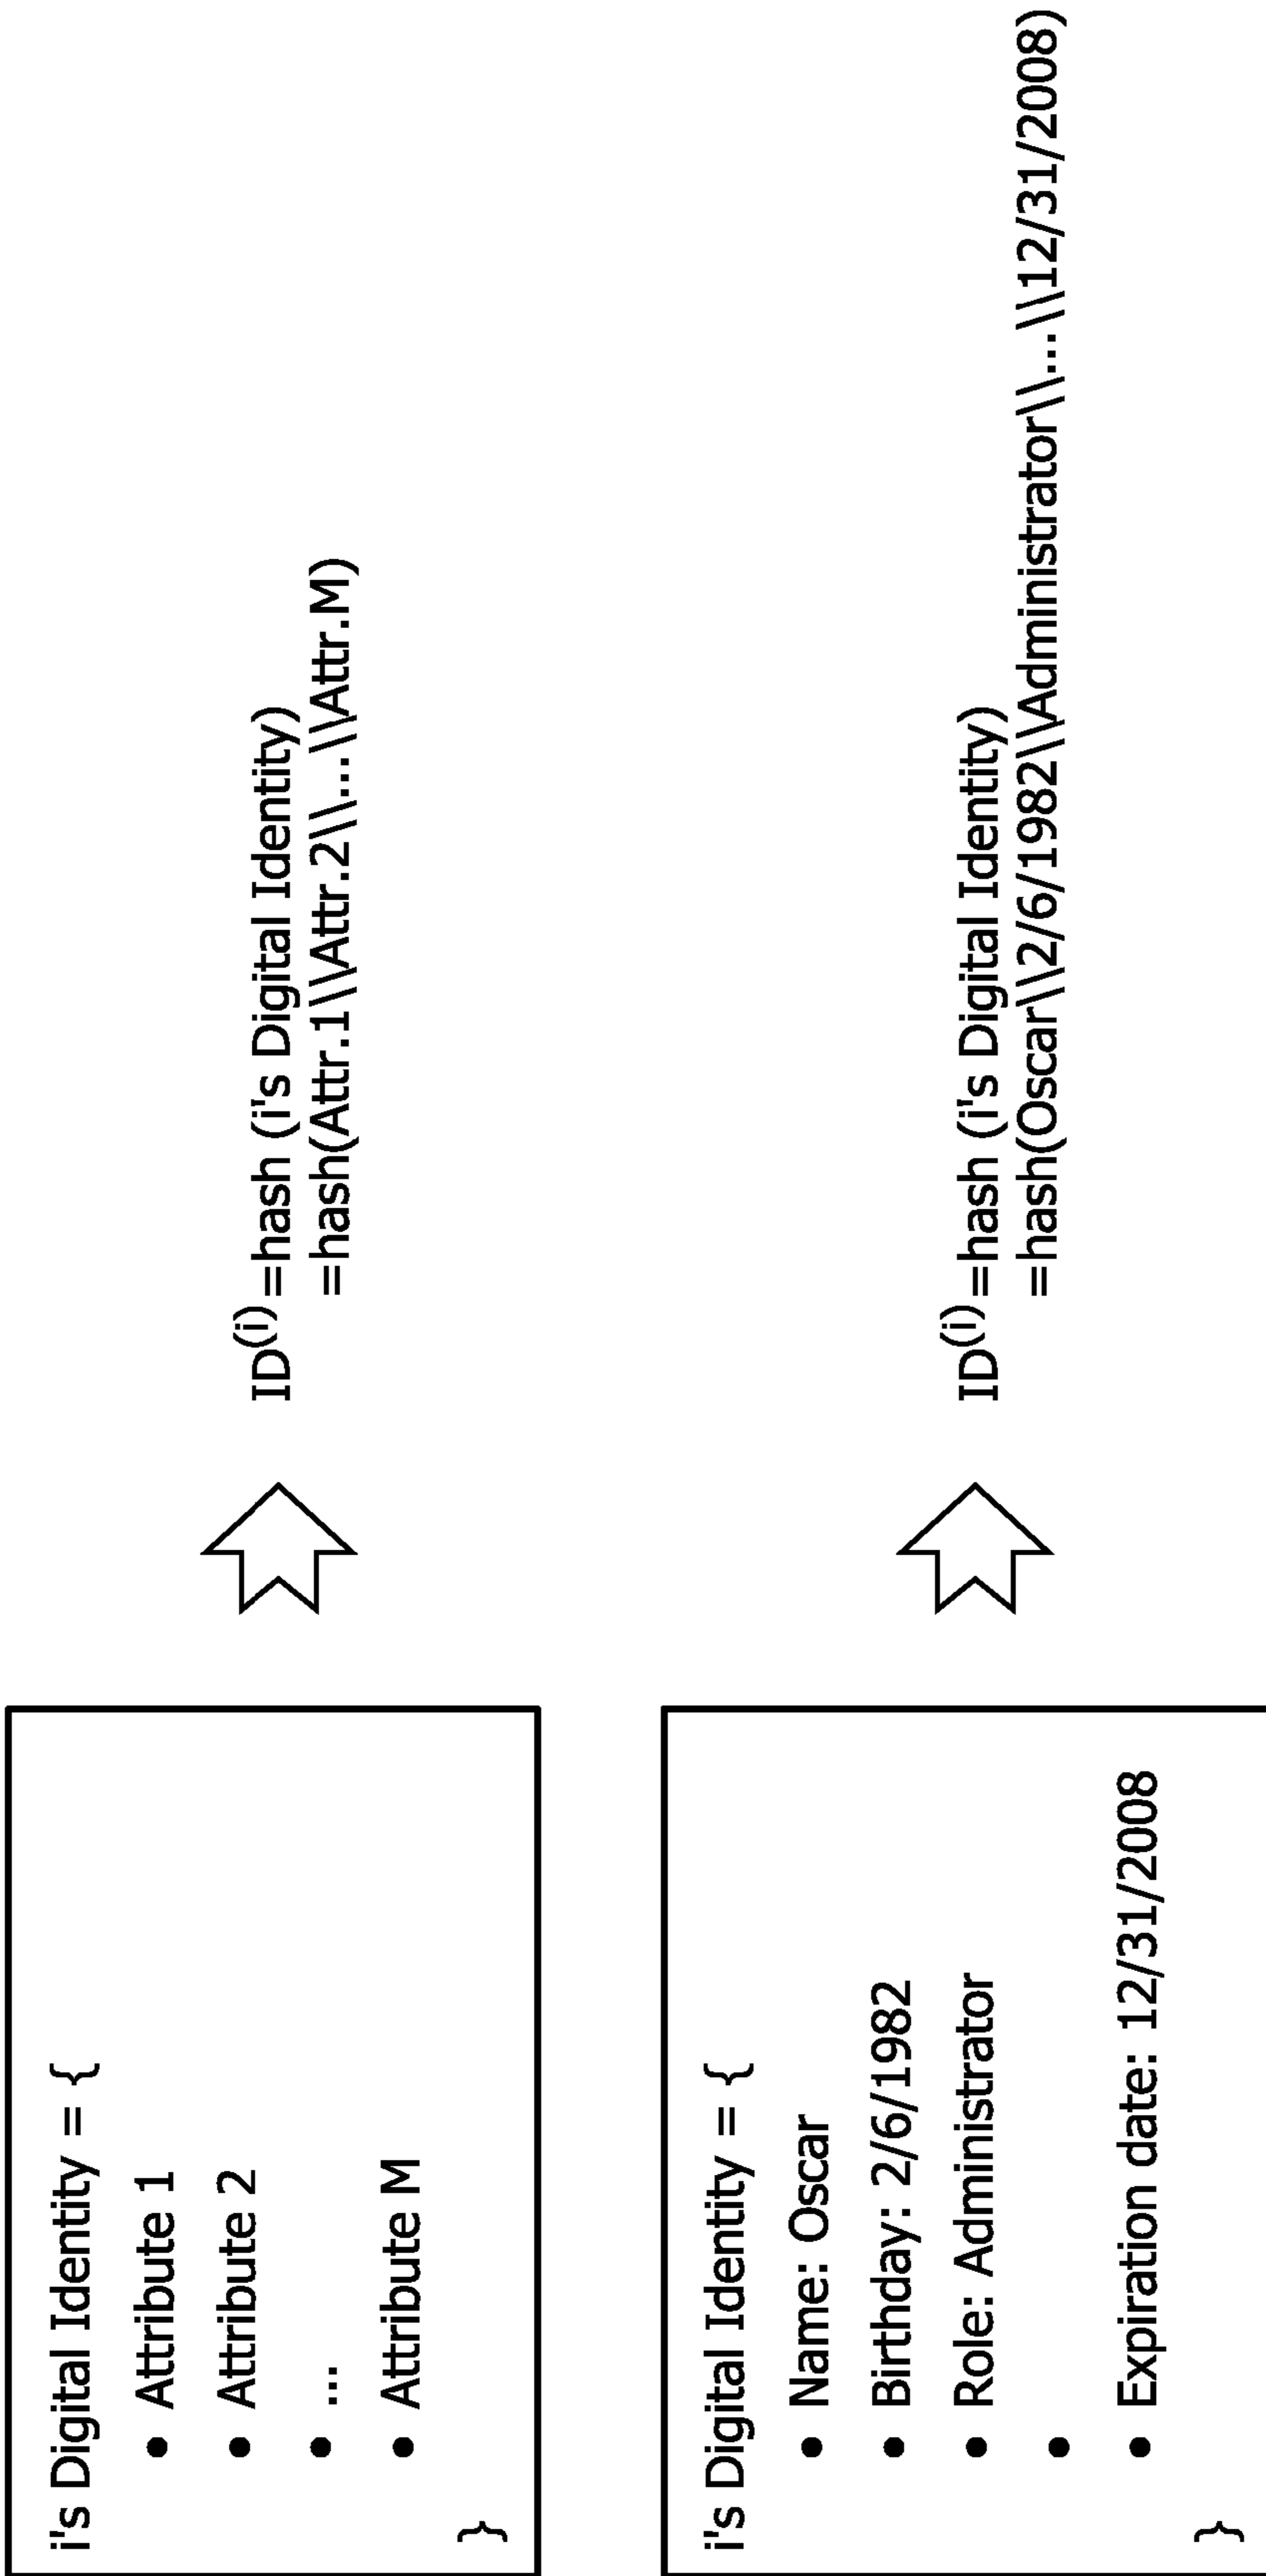 i's Digital Identity = {
• Attribute 1
• Attribute 2
• ...
• Attribute M
}
ID(i)=hash (i's Digital Identity)
=hash(Attr.1\\Attr.2\\...\\Attr.M)
i's Digital Identity = {
• Name: Oscar
• Birthday: 2/6/1982
• Role: Administrator
•
• Expiration date: 12/31/2008
}
ID(i)=hash (i's Digital Identity)
=hash(Oscar\\2/6/1982\\Administrator\\...\\12/31/2008)